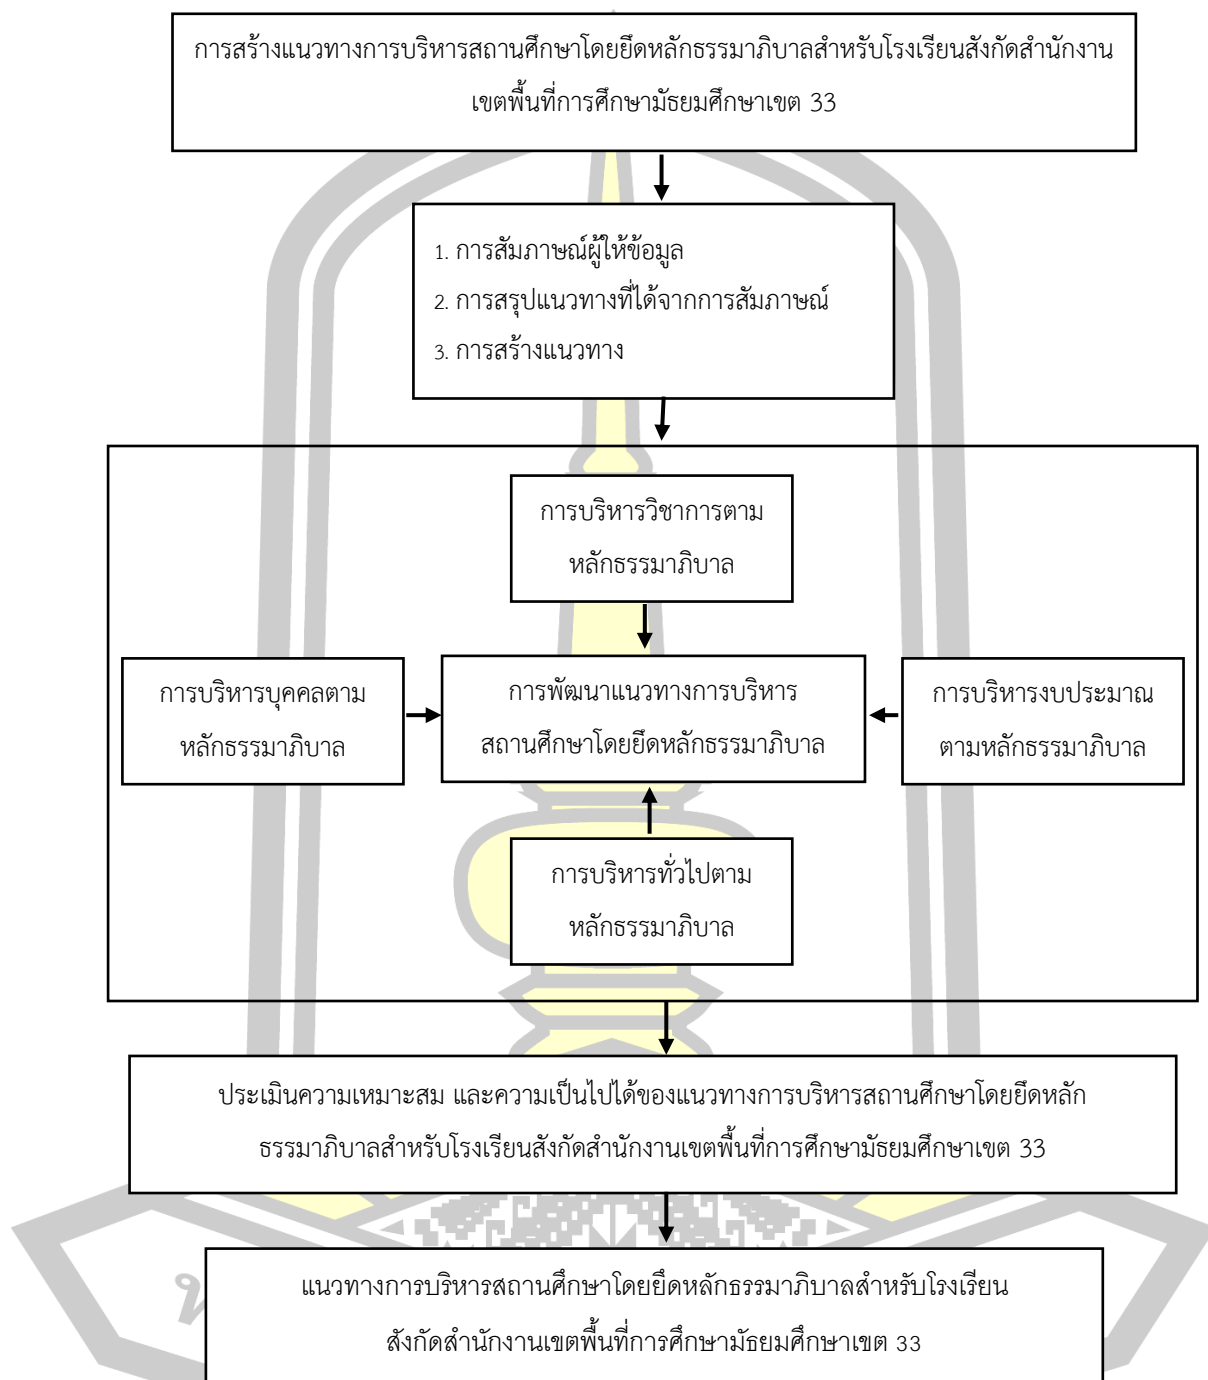 การสร้างแนวทางการบริหารสถานศึกษาโดยยึดหลักธรรมาภิบาลสำหรับโรงเรียนสังกัดสำนักงาน
เขตพื้นที่การศึกษามัธยมศึกษาเขต 33
1. การสัมภาษณ์ผู้ให้ข้อมูล
2. การสรุปแนวทางที่ได้จากการสัมภาษณ์
3. การสร้างแนวทาง
การบริหารวิชาการตาม
หลักธรรมาภิบาล
การบริหารบุคคลตาม
หลักธรรมาภิบาล
การพัฒนาแนวทางการบริหาร
สถานศึกษาโดยยึดหลักธรรมาภิบาล
การบริหารงบประมาณ
ตามหลักธรรมาภิบาล
การบริหารทั่วไปตาม
หลักธรรมาภิบาล
ประเมินความเหมาะสม และความเป็นไปได้ของแนวทางการบริหารสถานศึกษาโดยยึดหลัก
ธรรมาภิบาลสำหรับโรงเรียนสังกัดสำนักงานเขตพื้นที่การศึกษามัธยมศึกษาเขต 33
แนวทางการบริหารสถานศึกษาโดยยึดหลักธรรมาภิบาลสำหรับโรงเรียน
สังกัดสำนักงานเขตพื้นที่การศึกษามัธยมศึกษาเขต 33